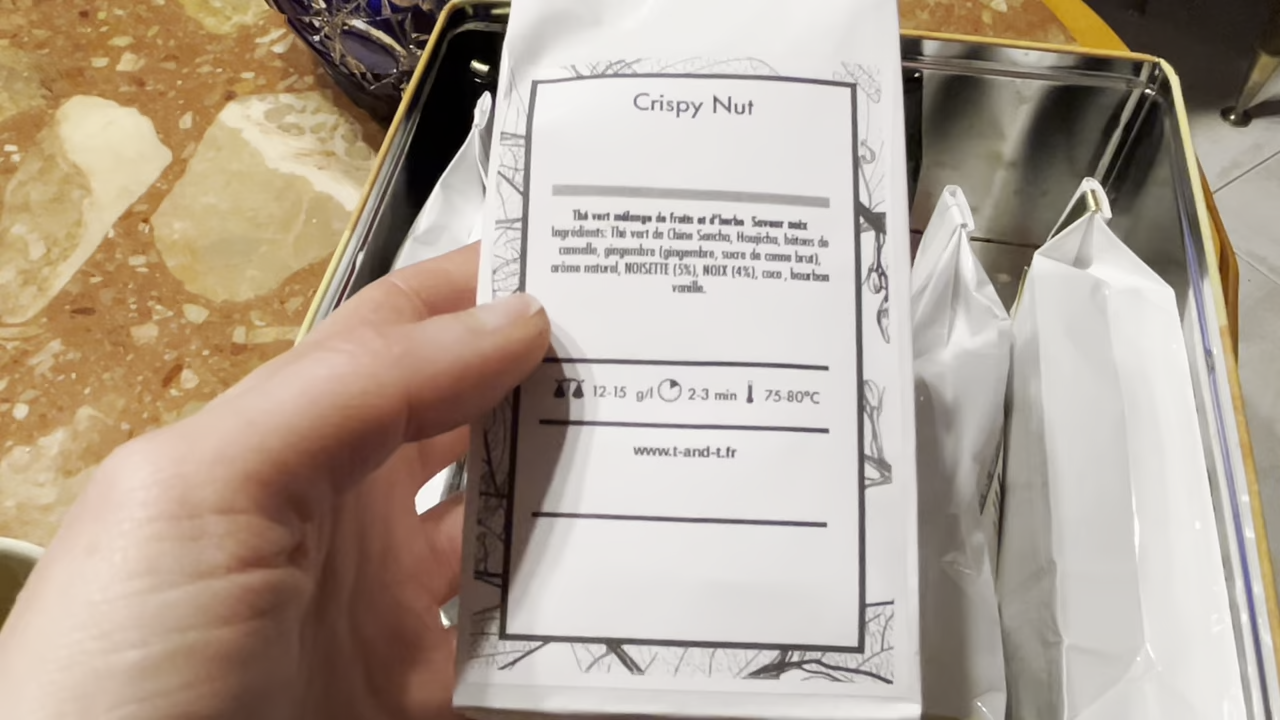 Crispy Nut
Thé vert mélange de fruits et d'herbe Saveur noix
Ingrédients: Thé vert de Chine Sencha, Houjicha, bâtons de
cannelle, gingembre (gingembre, sucre de canne brut),
arôme naturel, NOISETTE (5%), NOIX (4%), coco , bourbon
vanille.
12-15 g/l 2-3 min 75-80°C
www.t-and-t.fr